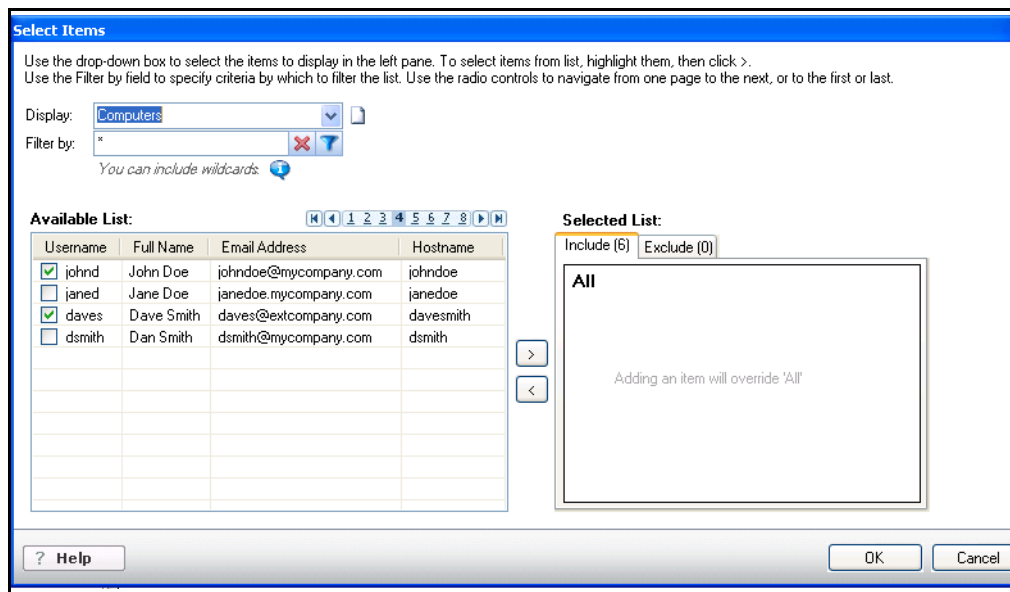 Select Items
Use the drop-down box to select the items to display in the left pane. To select items from list, highlight them, then click >.
Use the Filter by field to specify criteria by which to filter the list. Use the radio controls to navigate from one page to the next, or to the first or last.
Display: Computers
Filter by: *
You can include wildcards.
Available List: 1 2 3 4 5 6 7 8
Username Full Name Email Address Hostname
johnd John Doe johndoe@mycompany.com johndoe
janed Jane Doe janedoe.mycompany.com janedoe
daves Dave Smith daves@extcompany.com davesmith
dsmith Dan Smith dsmith@mycompany.com dsmith
>
<
Selected List:
Include (6) Exclude (0)
All
Adding an item will override 'All'
? Help OK Cancel